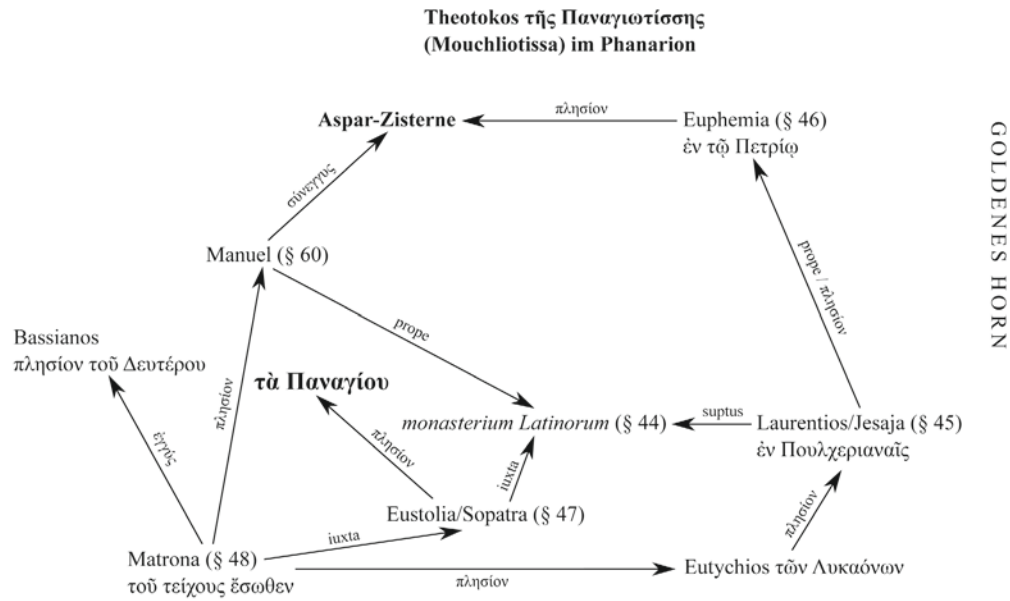 Theotokos τῆς Παναγιωτίσσης
(Mouchliotissa) im Phanarion
Aspar-Zisterne
πλησίον
Euphemia (§ 46)
ἐν τῷ Πετρίῳ
GOLDENES HORN
σύνεγγυς
Manuel (§ 60)
prope / πλησίον
prope
Bassianos
πλησίον τοῦ Δευτέρου
πλησίον
τὰ Παναγίου
monasterium Latinorum (§ 44)
suptus
Laurentios/Jesaja (§ 45)
ἐν Πουλχεριαναῖς
ἐγγύς
πλησίον
iuxta
πλησίον
Eustolia/Sopatra (§ 47)
iuxta
Matrona (§ 48)
τοῦ τείχους ἔσωθεν
πλησίον
Eutychios τῶν Λυκαόνων